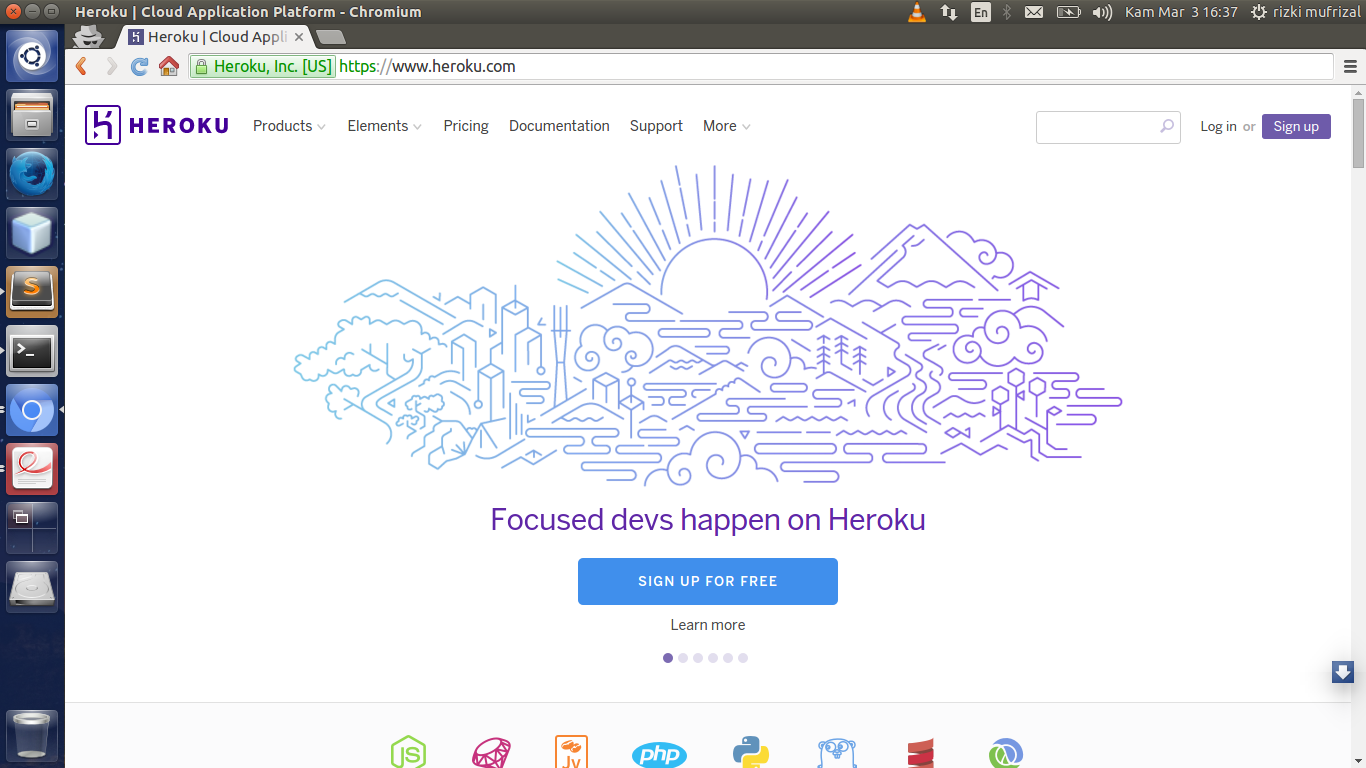 Heroku | Cloud Application Platform - Chromium
En
Kam Mar 3 16:37
rizki mufrizal
Heroku | Cloud Appli
Heroku, Inc. [US]
https://www.heroku.com
HEROKU
Products
Elements
Pricing
Documentation
Support
More
Log in or
Sign up
Focused devs happen on Heroku
SIGN UP FOR FREE
Learn more
JS
Jv
php